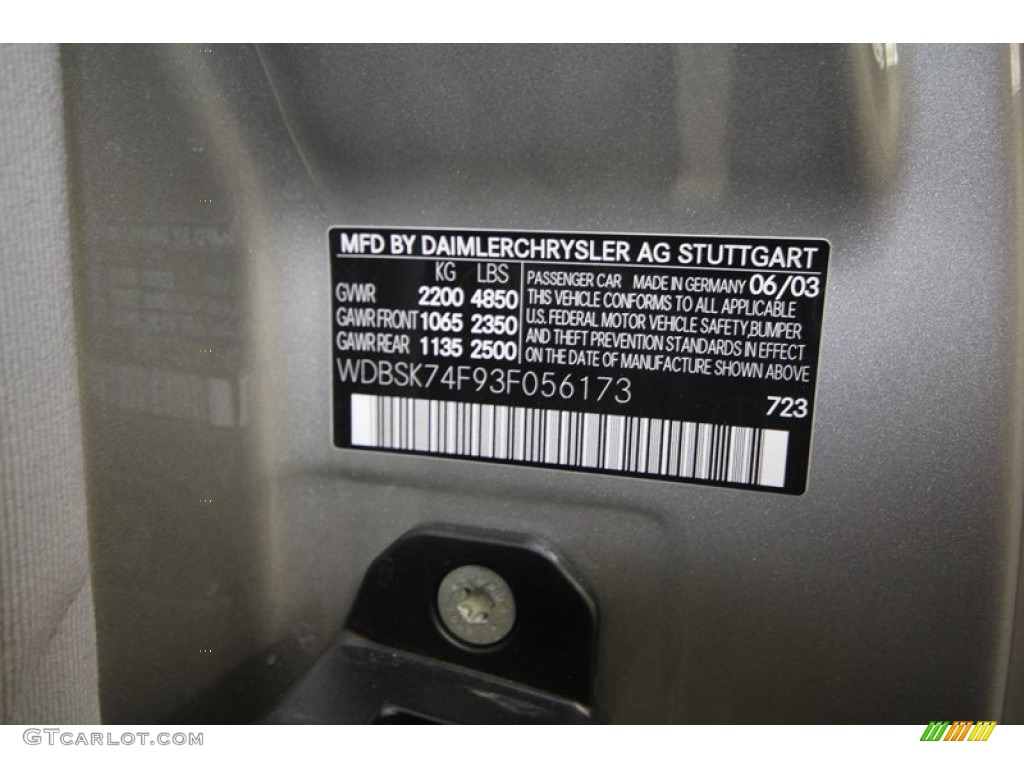 MFD BY DAIMLERCHRYSLER AG STUTTGART
KG LBS
GVWR 2200 4850
GAWR FRONT 1065 2350
GAWR REAR 1135 2500
PASSENGER CAR MADE IN GERMANY 06/03
THIS VEHICLE CONFORMS TO ALL APPLICABLE
U.S. FEDERAL MOTOR VEHICLE SAFETY,BUMPER
AND THEFT PREVENTION STANDARDS IN EFFECT
ON THE DATE OF MANUFACTURE SHOWN ABOVE
WDBSK74F93F056173
723
GTCARLOT.COM